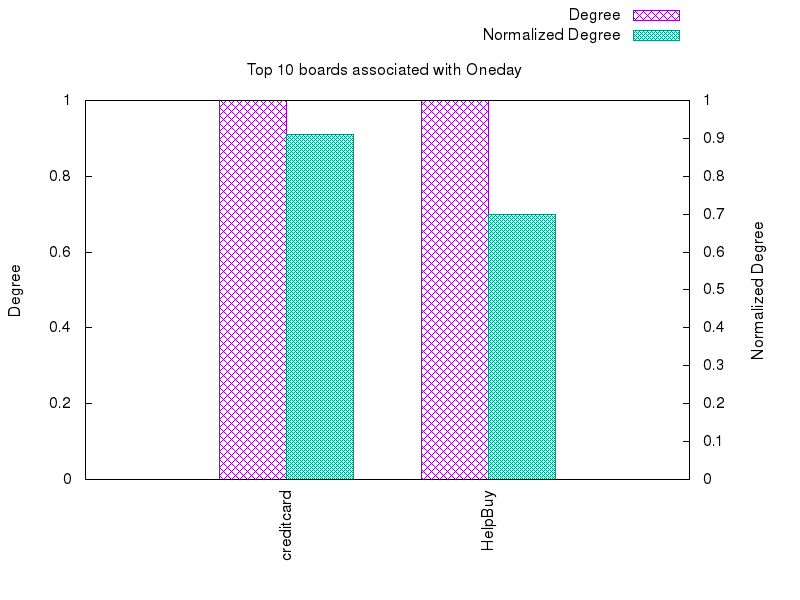 Degree
Normalized Degree
Top 10 boards associated with Oneday
1
0.8
0.6
0.4
0.2
0
Degree
1
0.9
0.8
0.7
0.6
0.5
0.4
0.3
0.2
0.1
0
Normalized Degree
creditcard
HelpBuy